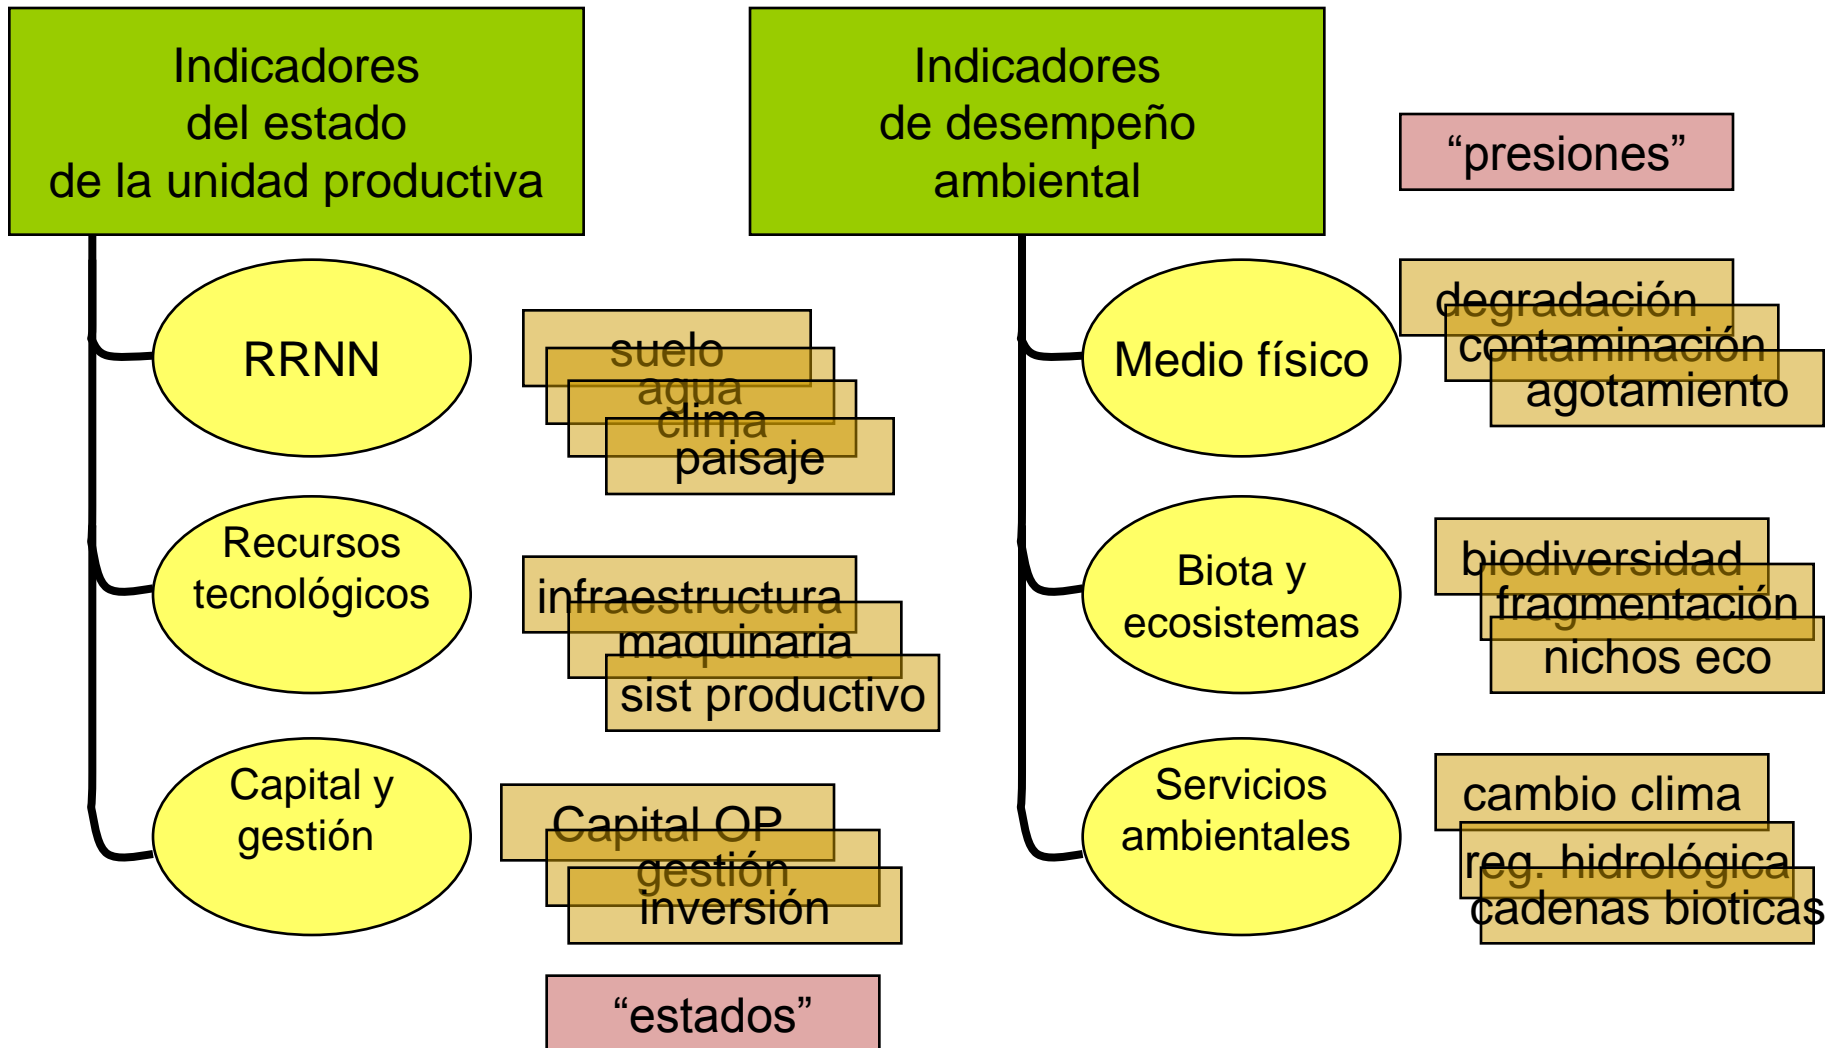 Indicadores
del estado
de la unidad productiva
RRNN
suelo
agua
clima
paisaje
Recursos
tecnológicos
infraestructura
maquinaria
sist productivo
Capital y
gestión
Capital OP
gestión
inversión
“estados”
Indicadores
de desempeño
ambiental
“presiones”
Medio físico
degradación
contaminación
agotamiento
Biota y
ecosistemas
biodiversidad
fragmentación
nichos eco
Servicios
ambientales
cambio clima
reg. hidrológica
cadenas bioticas